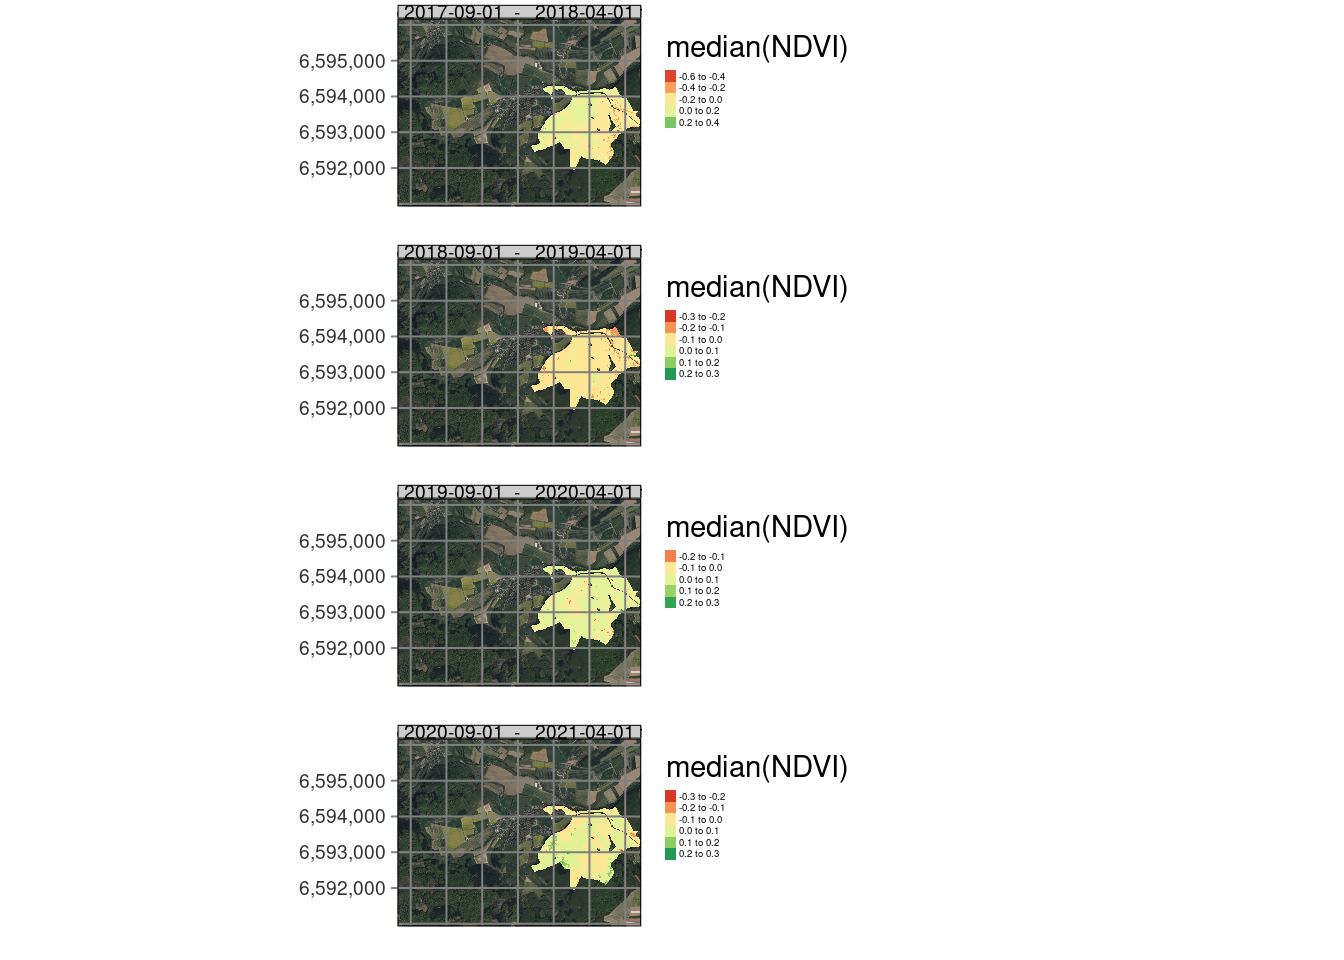 2017-09-01 - 2018-04-01
median(NDVI)
-0.6 to -0.4
-0.4 to -0.2
-0.2 to 0.0
0.0 to 0.2
0.2 to 0.4
6,595,000
6,594,000
6,593,000
6,592,000
2018-09-01 - 2019-04-01
median(NDVI)
-0.3 to -0.2
-0.2 to -0.1
-0.1 to 0.0
0.0 to 0.1
0.1 to 0.2
0.2 to 0.3
6,595,000
6,594,000
6,593,000
6,592,000
2019-09-01 - 2020-04-01
median(NDVI)
-0.2 to -0.1
-0.1 to 0.0
0.0 to 0.1
0.1 to 0.2
0.2 to 0.3
6,595,000
6,594,000
6,593,000
6,592,000
2020-09-01 - 2021-04-01
median(NDVI)
-0.3 to -0.2
-0.2 to -0.1
-0.1 to 0.0
0.0 to 0.1
0.1 to 0.2
0.2 to 0.3
6,595,000
6,594,000
6,593,000
6,592,000